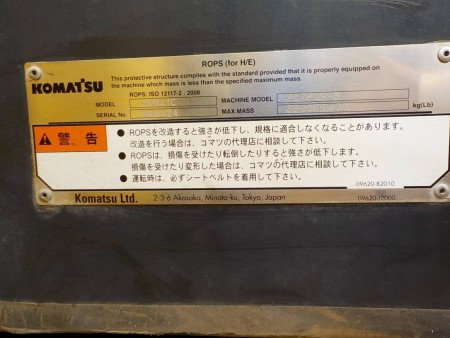 ROPS (for H/E)
KOMATSU
This protective structure complies with the standard provided that it is properly equipped on
the machine which mass is less than the specified maximum mass.
ROPS: ISO 12117-2 : 2008
MODEL
MACHINE MODEL
SERIAL No.
MAX.MASS
kg(Lb)
警告
● ROPSを改造すると強さが低下し、規格に適合しなくなることがあります。
改造を行う場合は、コマツの代理店に相談して下さい。
● ROPSは、損傷を受けたり転倒したりすると強さが低下します。
損傷を受けたり変形した場合は、コマツの代理店に相談して下さい。
● 運転時は、必ずシートベルトを着用して下さい。
09620-B2010
Komatsu Ltd.
2-3-6 Akasaka, Minato-ku, Tokyo, Japan